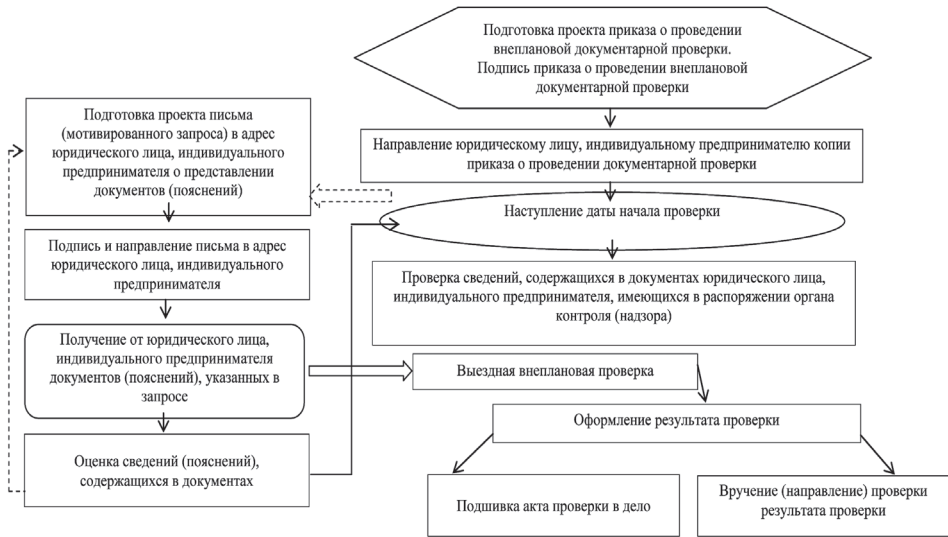 Подготовка проекта приказа о проведении
внеплановой документарной проверки.
Подпись приказа о проведении внеплановой
документарной проверки
Направление юридическому лицу, индивидуальному предпринимателю копии
приказа о проведении документарной проверки
Наступление даты начала проверки
Проверка сведений, содержащихся в документах юридического лица,
индивидуального предпринимателя, имеющихся в распоряжении органа
контроля (надзора)
Подготовка проекта письма
(мотивированного запроса) в адрес
юридического лица, индивидуального
предпринимателя о представлении
документов (пояснений)
Подпись и направление письма в адрес
юридического лица, индивидуального
предпринимателя
Получение от юридического лица,
индивидуального предпринимателя
документов (пояснений), указанных в
запросе
Оценка сведений (пояснений),
содержащихся в документах
Выездная внеплановая проверка
Оформление результата проверки
Подшивка акта проверки в дело
Вручение (направление) проверки
результата проверки